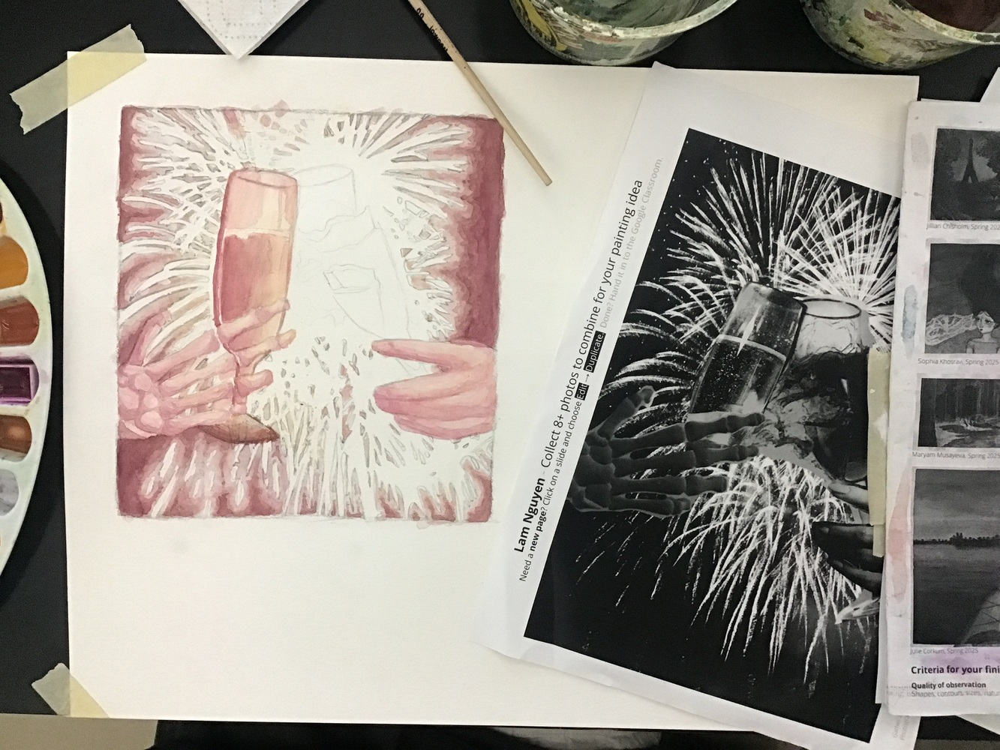 Lam Nguyen - Collect 8+ photos to combine for your painting idea
Need a new page? Click on a slide and choose Edit → Duplicate. Done? Hand it in to the Google Classroom.
Jillian Chisholm, Spring 202
Sophia Khosravi, Spring 2025
Maryam Musayeva, Spring 2025
Julie Corkum, Spring 2025
Criteria for your fini
Quality of observation
Shapes, contours, sizes, natur